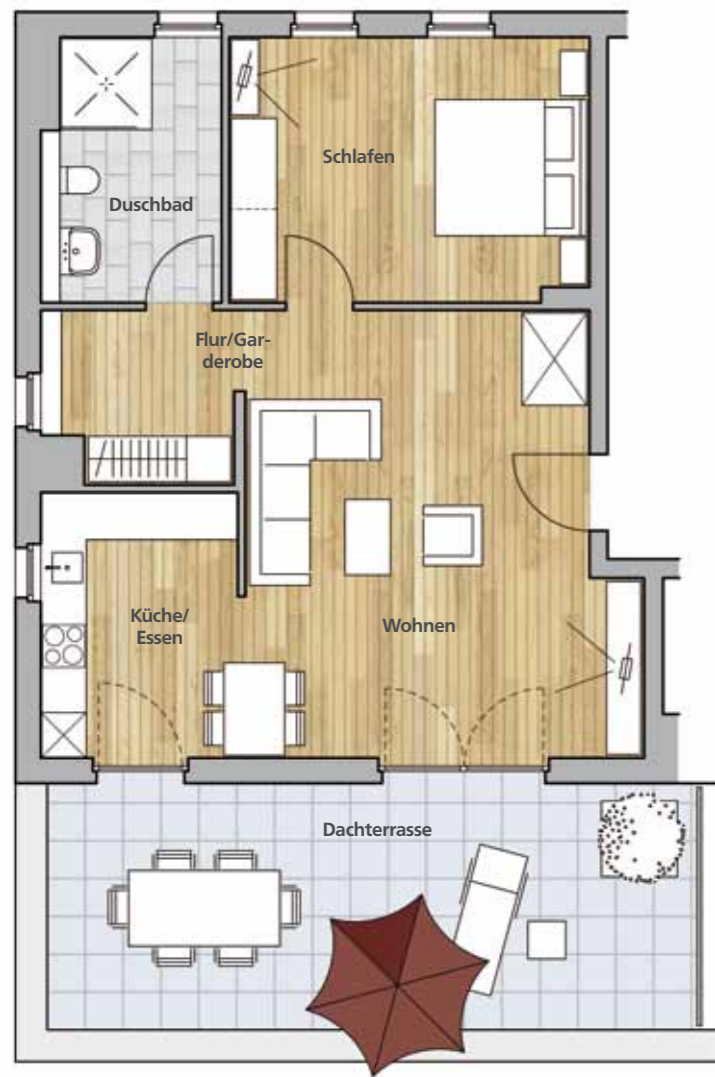 Schlafen
Duschbad
Flur/Gar-
derobe
Küche/
Essen
Wohnen
Dachterrasse